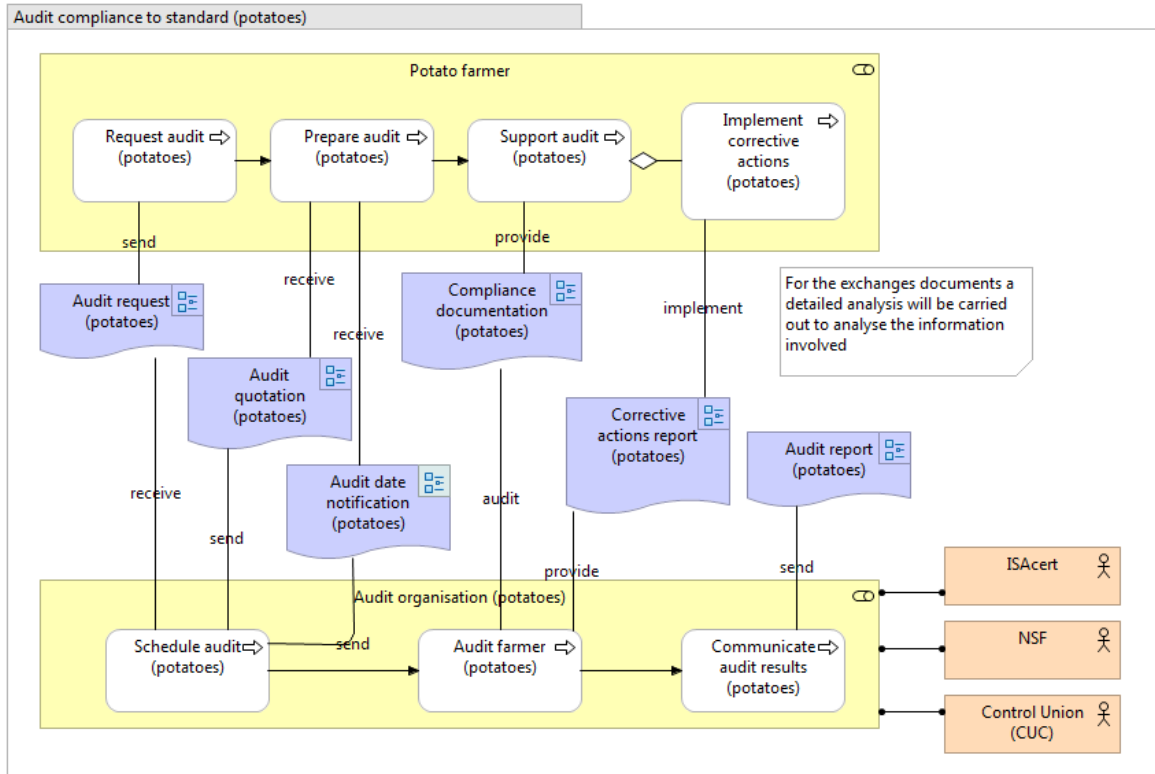 Audit compliance to standard (potatoes)
Potato farmer
Request audit
(potatoes)
Prepare audit
(potatoes)
Support audit
(potatoes)
Implement
corrective
actions
(potatoes)
send
receive
receive
provide
implement
Audit request
(potatoes)
Audit
quotation
(potatoes)
Audit date
notification
(potatoes)
Compliance
documentation
(potatoes)
Corrective
actions report
(potatoes)
Audit report
(potatoes)
For the exchanges documents a
detailed analysis will be carried
out to analyse the information
involved
receive
send
send
audit
provide
send
Audit organisation (potatoes)
Schedule audit
(potatoes)
Audit farmer
(potatoes)
Communicate
audit results
(potatoes)
ISAcert
NSF
Control Union
(CUC)